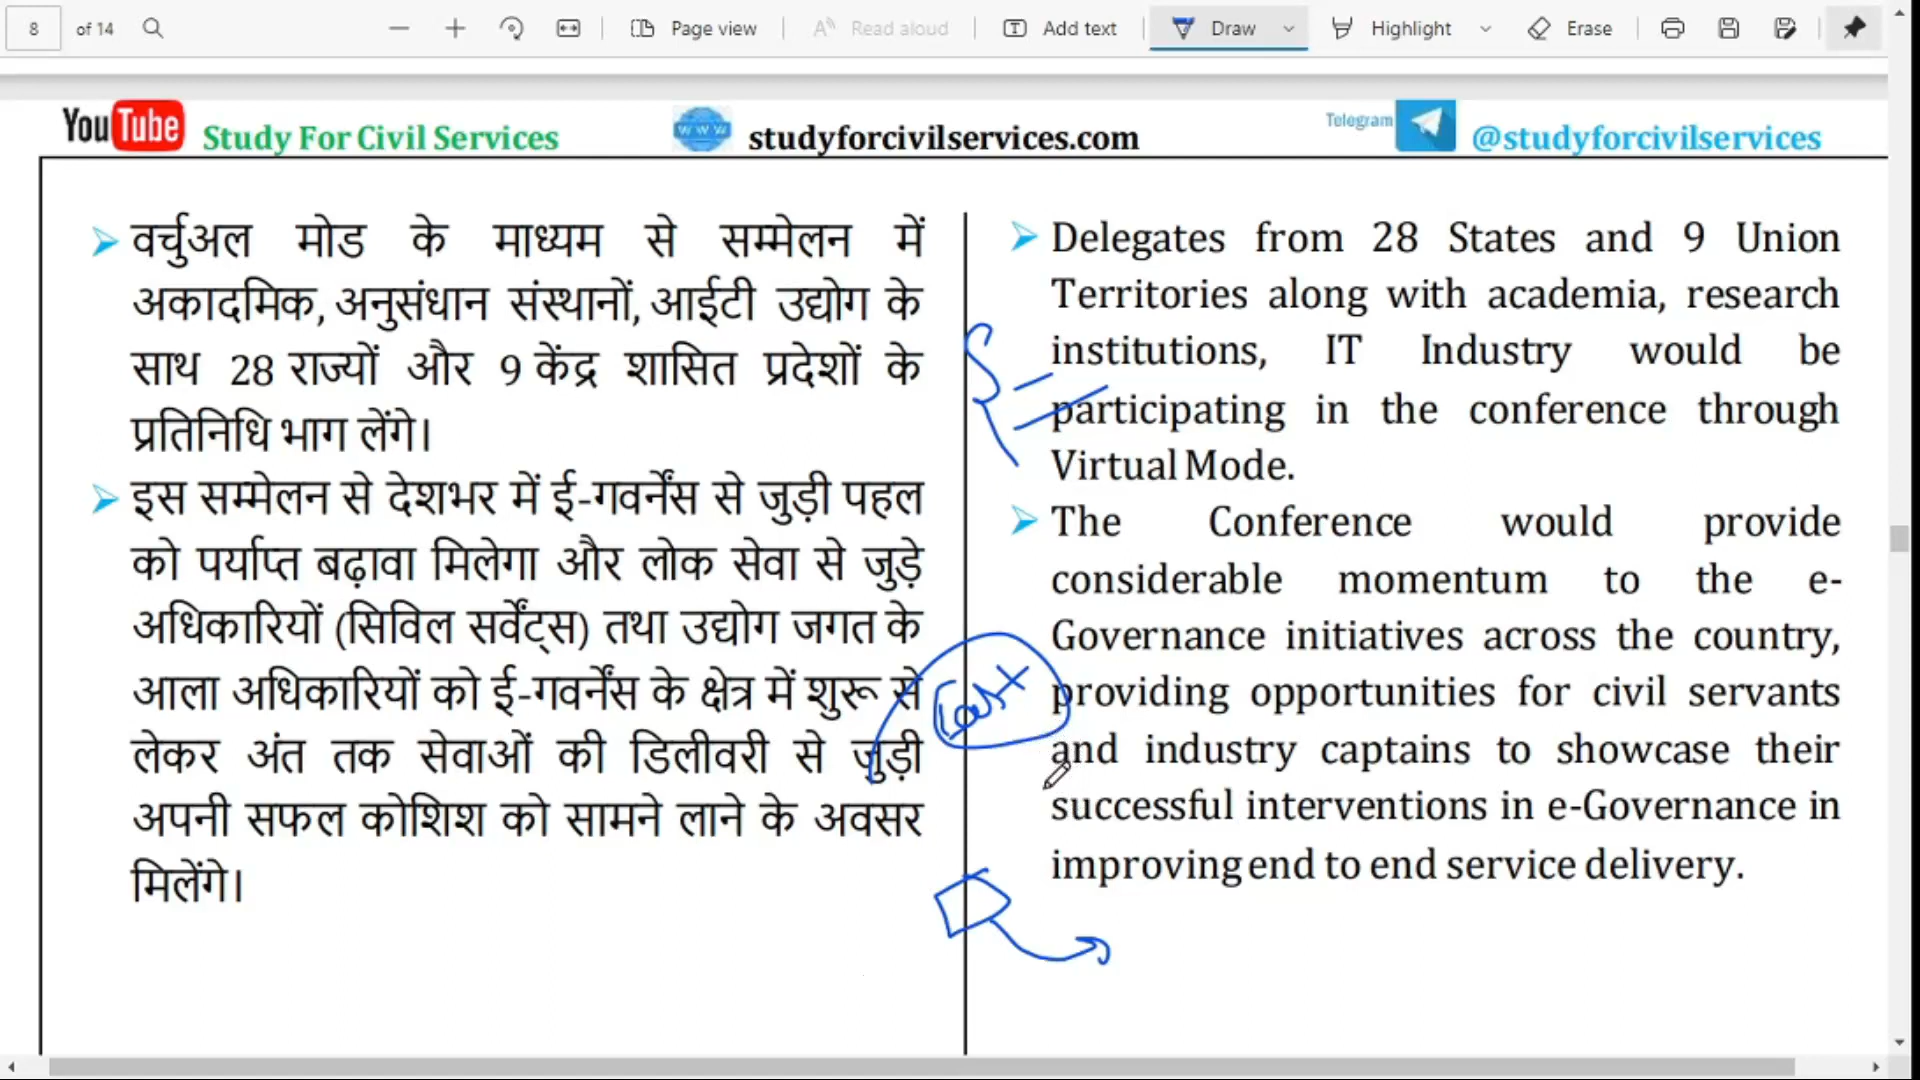 8 of 14 Page view Read aloud Add text Draw Highlight Erase
YouTube Study For Civil Services www studyforcivilservices.com Telegram @studyforcivilservices
वर्चुअल मोड के माध्यम से सम्मेलन में
अकादमिक, अनुसंधान संस्थानों, आईटी उद्योग के
साथ 28 राज्यों और 9 केंद्र शासित प्रदेशों के
प्रतिनिधि भाग लेंगे।
इस सम्मेलन से देशभर में ई-गवर्नेंस से जुड़ी पहल
को पर्याप्त बढ़ावा मिलेगा और लोक सेवा से जुड़े
अधिकारियों (सिविल सर्वेंट्स) तथा उद्योग जगत के
आला अधिकारियों को ई-गवर्नेंस के क्षेत्र में शुरू से
लेकर अंत तक सेवाओं की डिलीवरी से जुड़ी
अपनी सफल कोशिश को सामने लाने के अवसर
मिलेंगे।
Delegates from 28 States and 9 Union
Territories along with academia, research
institutions, IT Industry would be
participating in the conference through
Virtual Mode.
The Conference would provide
considerable momentum to the e-
Governance initiatives across the country,
providing opportunities for civil servants
and industry captains to showcase their
successful interventions in e-Governance in
improving end to end service delivery.